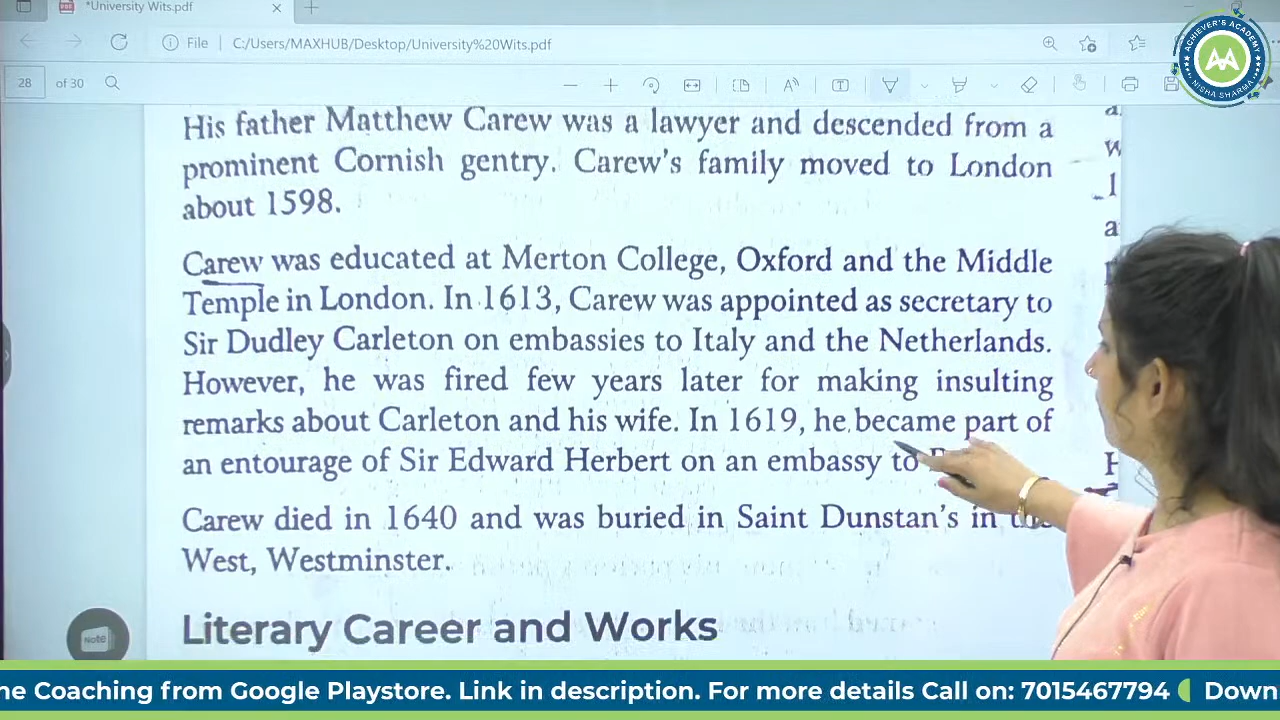 *University Wits.pdf
File C:/Users/MAXHUB/Desktop/University%20Wits.pdf
28 of 30
ACHIEVER'S ACADEMY
NISHA SHARMA
His father Matthew Carew was a lawyer and descended from a
prominent Cornish gentry. Carew's family moved to London
about 1598.
Carew was educated at Merton College, Oxford and the Middle
Temple in London. In 1613, Carew was appointed as secretary to
Sir Dudley Carleton on embassies to Italy and the Netherlands.
However, he was fired few years later for making insulting
remarks about Carleton and his wife. In 1619, he became part of
an entourage of Sir Edward Herbert on an embassy to
Carew died in 1640 and was buried in Saint Dunstan's in the
West, Westminster.
Note
Literary Career and Works
Coaching from Google Playstore. Link in description. For more details Call on: 7015467794 Down